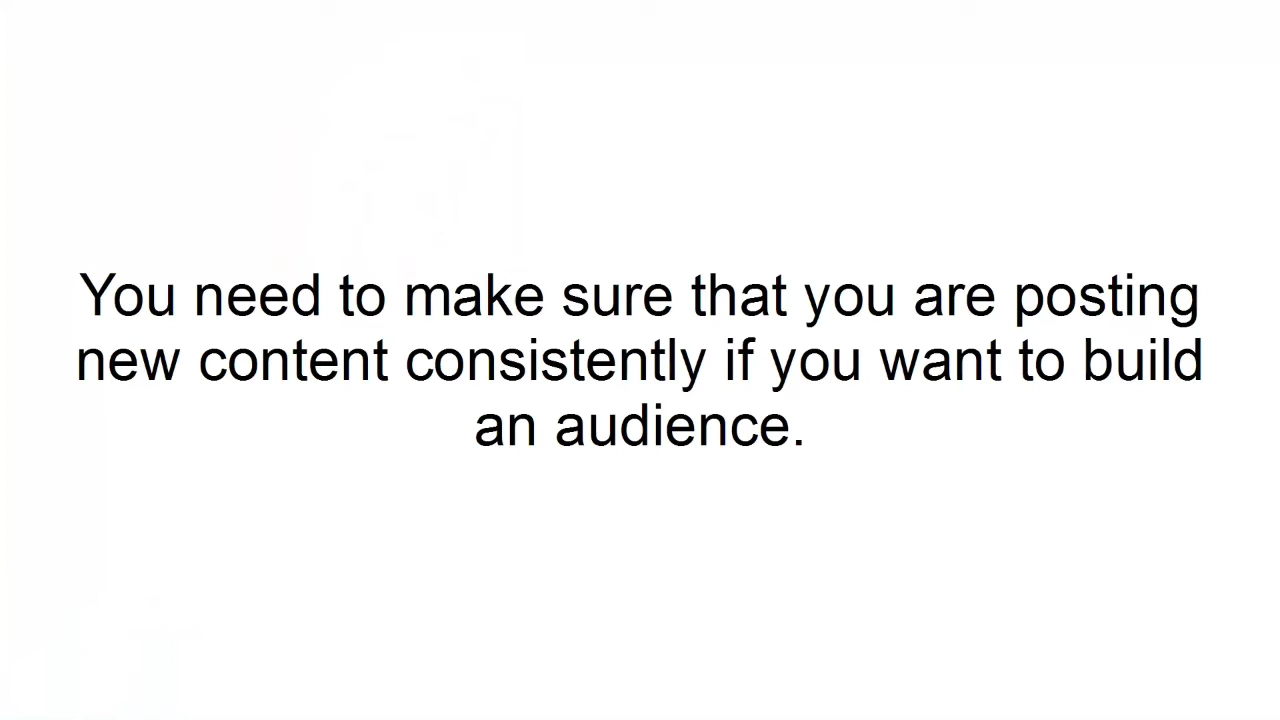 You need to make sure that you are posting
new content consistently if you want to build
an audience.